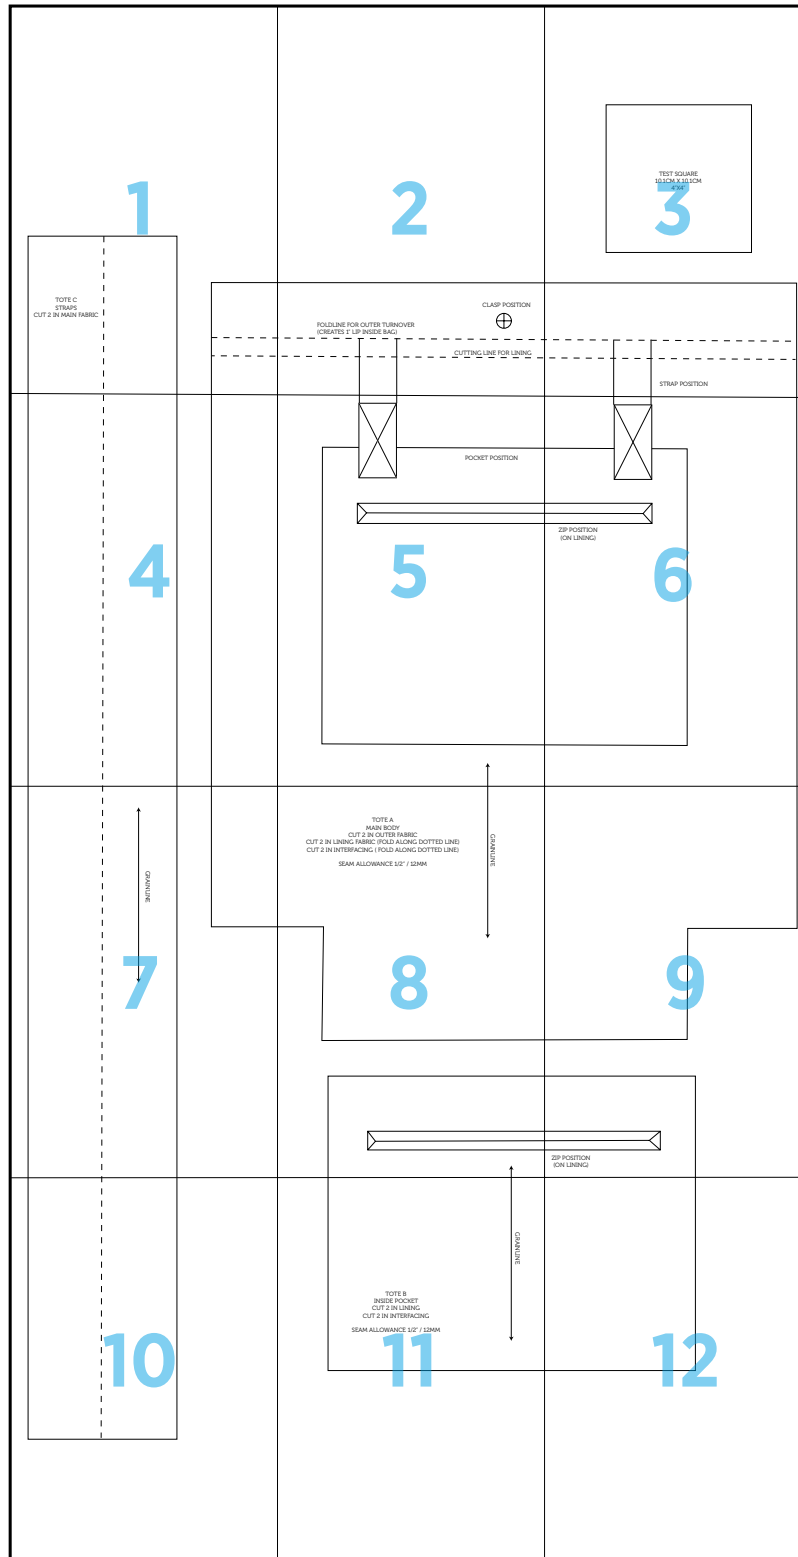 1
2
3
TEST SQUARE
10.1CM X 10.1CM
4"X4"
TOTE C
STRAPS
CUT 2 IN MAIN FABRIC
CLASP POSITION
FOLDLINE FOR OUTER TURNOVER
(CREATES 1" LIP INSIDE BAG)
CUTTING LINE FOR LINING
STRAP POSITION
POCKET POSITION
ZIP POSITION
(ON LINING)
4
5
6
TOTE A
MAIN BODY
CUT 2 IN OUTER FABRIC
CUT 2 IN LINING FABRIC (FOLD ALONG DOTTED LINE)
CUT 2 IN INTERFACING ( FOLD ALONG DOTTED LINE)
SEAM ALLOWANCE 1/2" / 12MM
GRAINLINE
GRAINLINE
7
8
9
ZIP POSITION
(ON LINING)
GRAINLINE
TOTE B
INSIDE POCKET
CUT 2 IN LINING
CUT 2 IN INTERFACING
SEAM ALLOWANCE 1/2" / 12MM
10
11
12